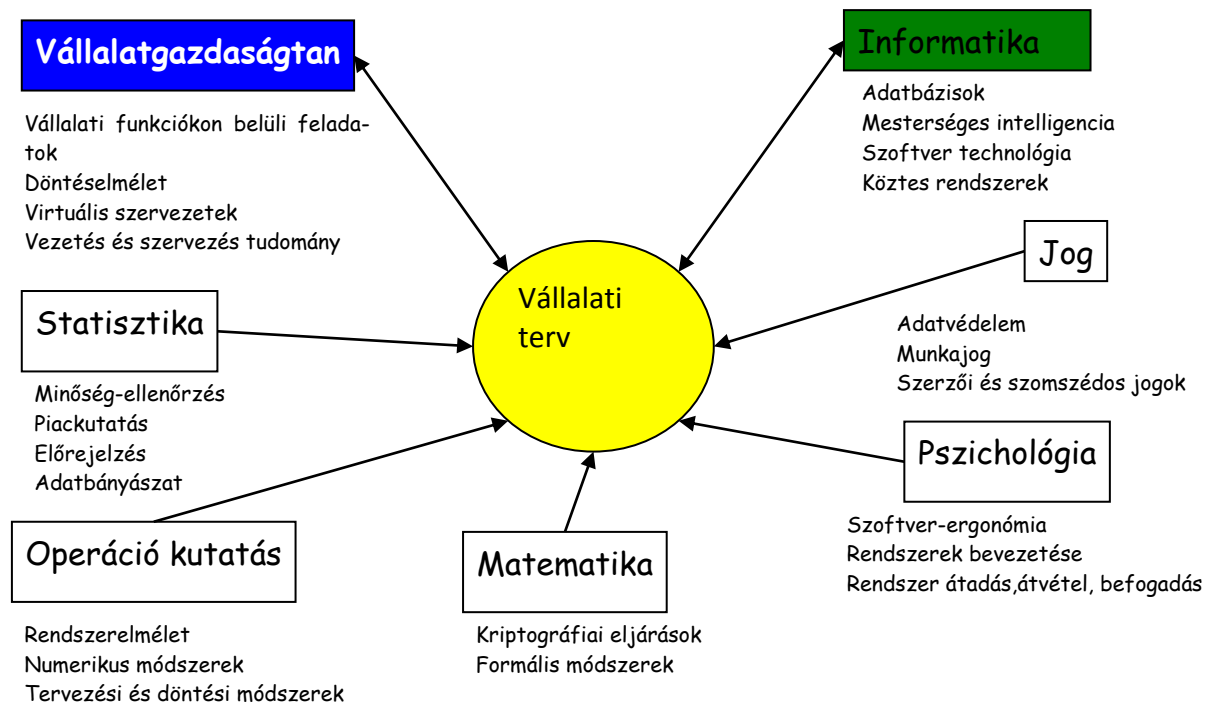 Vállalatgazdaságtan
Vállalati funkciókon belüli felada-
tok
Döntéselmélet
Virtuális szervezetek
Vezetés és szervezés tudomány
Informatika
Adatbázisok
Mesterséges intelligencia
Szoftver technológia
Köztes rendszerek
Vállalati
terv
Jog
Adatvédelem
Munkajog
Szerzői és szomszédos jogok
Statisztika
Minőség-ellenőrzés
Piackutatás
Előrejelzés
Adatbányászat
Pszichológia
Szoftver-ergonómia
Rendszerek bevezetése
Rendszer átadás,átvétel, befogadás
Operáció kutatás
Rendszerelmélet
Numerikus módszerek
Tervezési és döntési módszerek
Matematika
Kriptográfiai eljárások
Formális módszerek